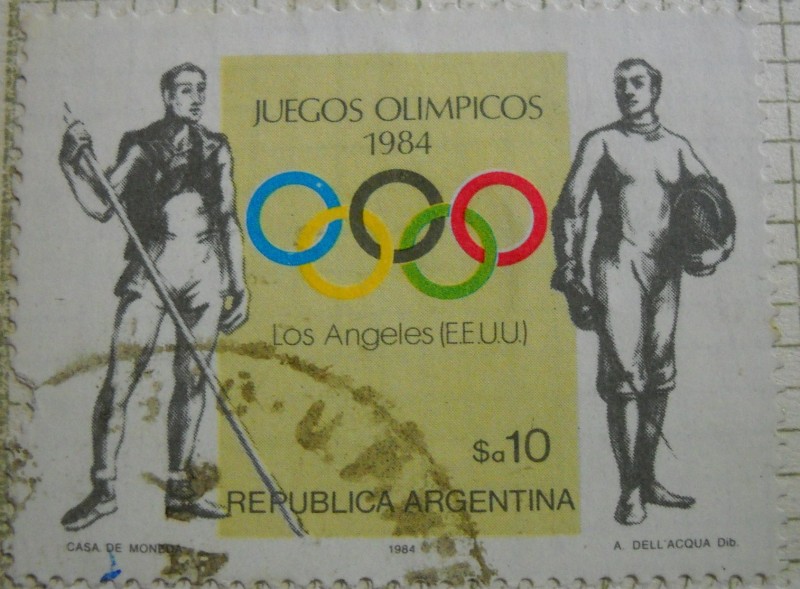 JUEGOS OLIMPICOS
1984
Los Angeles (E.E.U.U.)
$a10
REPUBLICA ARGENTINA
CASA DE MONEDA
1984
A. DELL'ACQUA Dib.